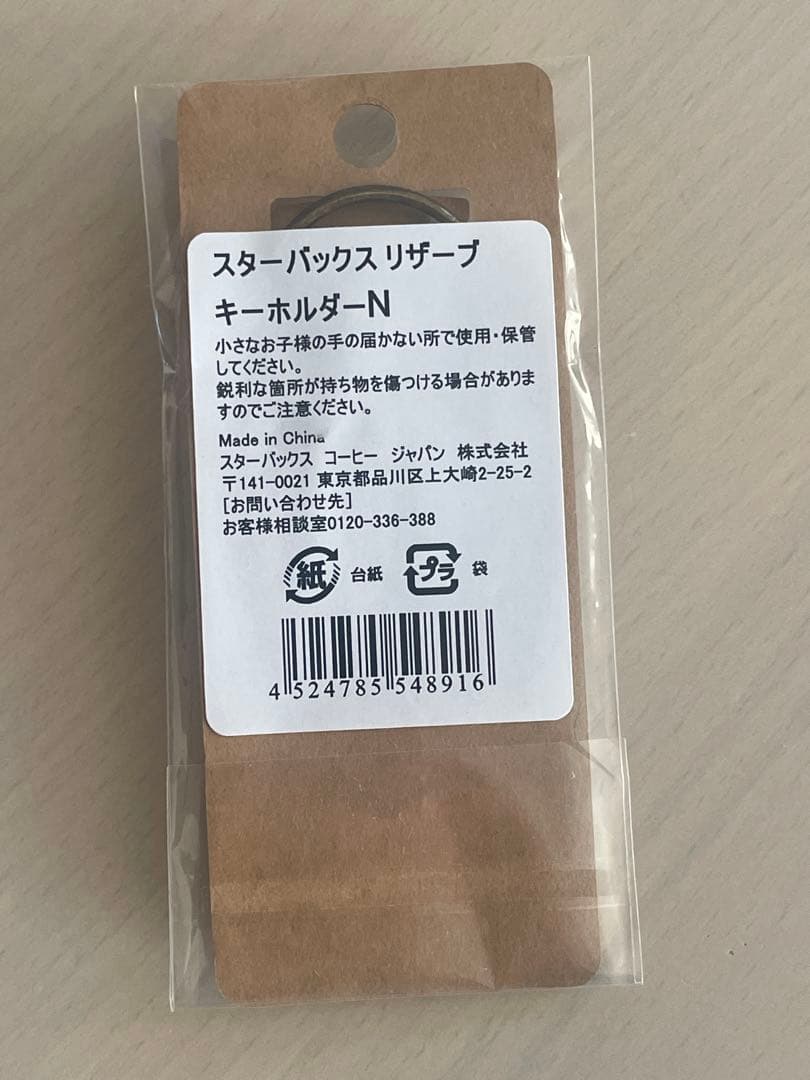 スターバックス リザーブ
キーホルダーN
小さなお子様の手の届かない所で使用・保管
してください。
鋭利な箇所が持ち物を傷つける場合がありま
すのでご注意ください。
Made in China
スターバックス コーヒー ジャパン 株式会社
〒141-0021 東京都品川区上大崎2-25-2
[お問い合わせ先]
お客様相談室0120-336-388
紙 台紙 プラ 袋
4 524785 548916